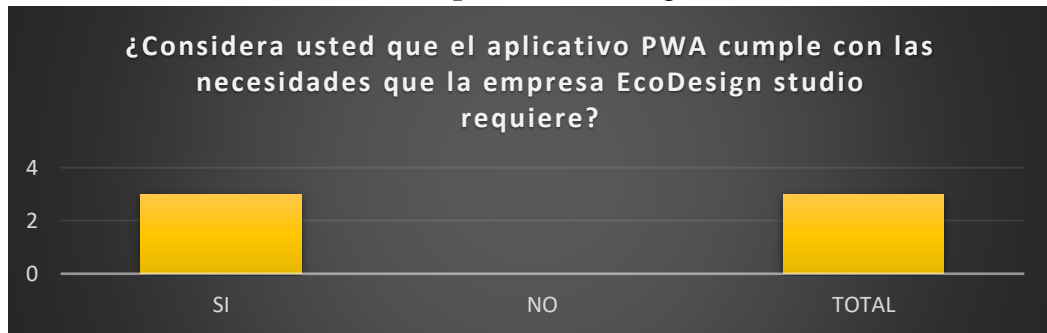 ¿Considera usted que el aplicativo PWA cumple con las
necesidades que la empresa EcoDesign studio
requiere?
4
2
0
SI NO TOTAL